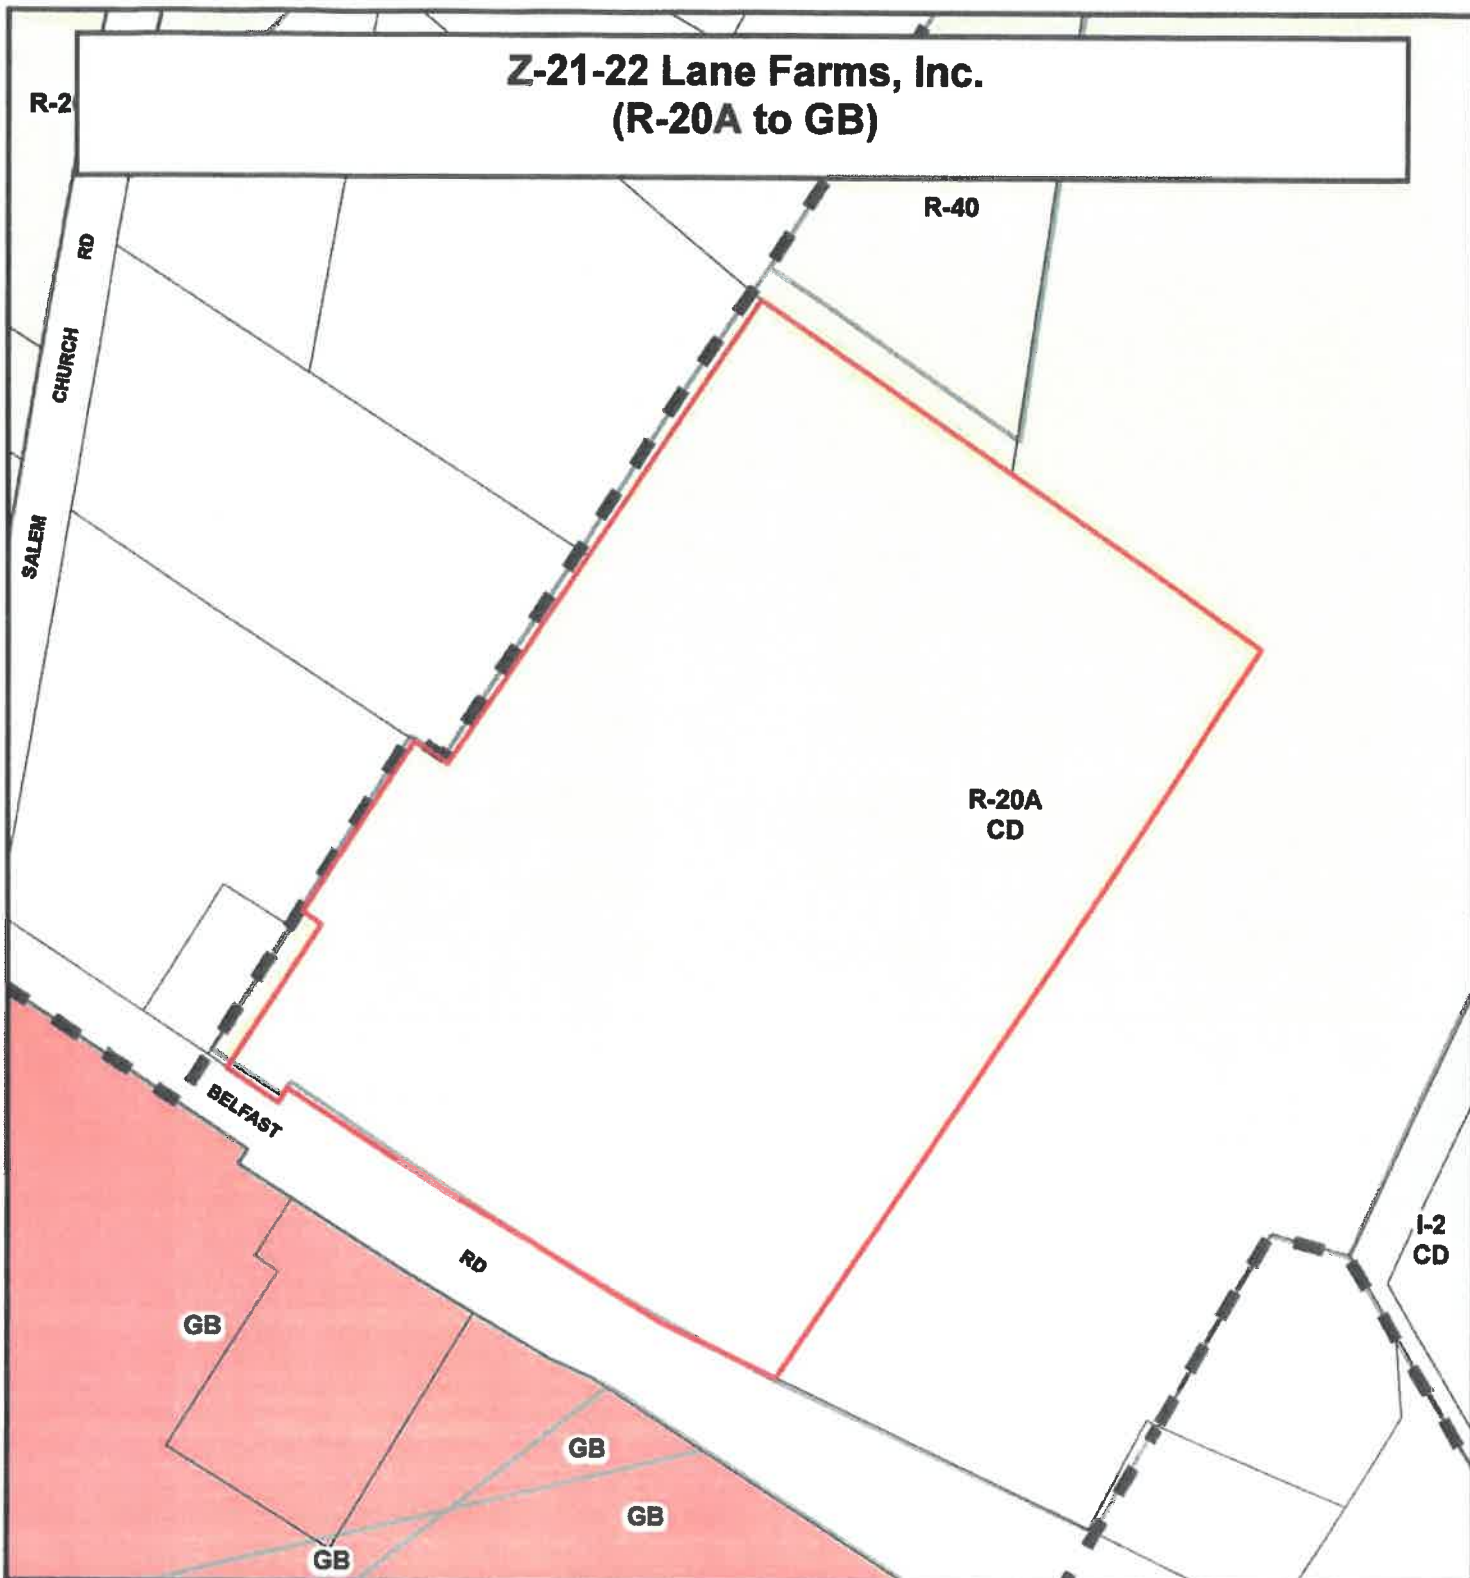 Z-21-22 Lane Farms, Inc.
(R-20A to GB)
R-2
R-40
RD
CHURCH
SALEM
R-20A
CD
BELFAST
RD
I-2
CD
GB
GB
GB
GB